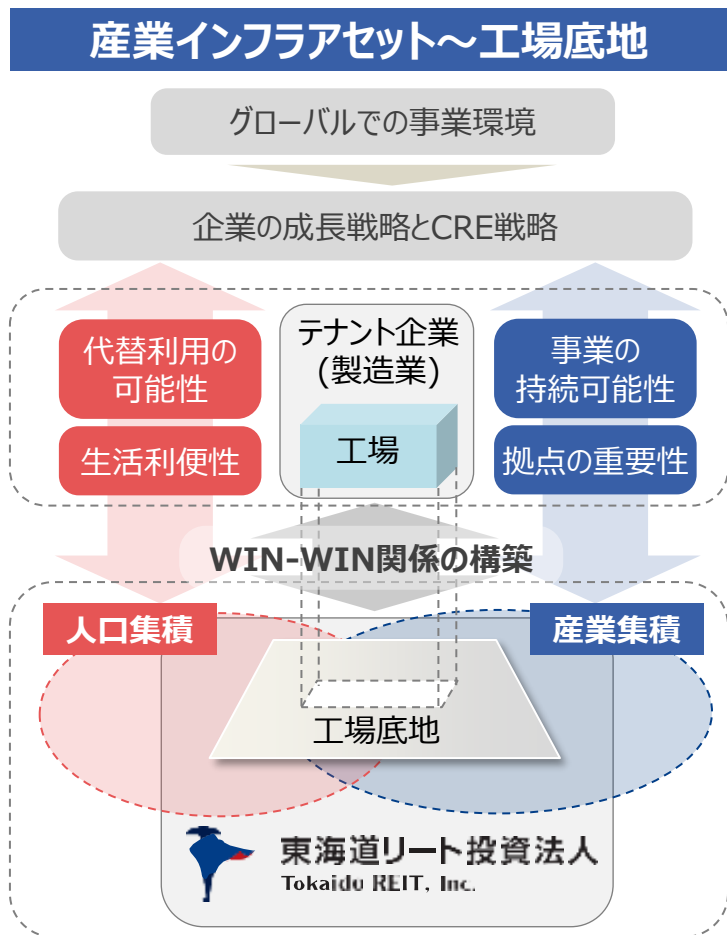 産業インフラアセット～工場底地
グローバルでの事業環境
企業の成長戦略とCRE戦略
代替利用の
可能性
生活利便性
テナント企業
(製造業)
工場
事業の
持続可能性
拠点の重要性
WIN-WIN関係の構築
人口集積
産業集積
工場底地
東海道リート投資法人
Tokaido REIT, Inc.